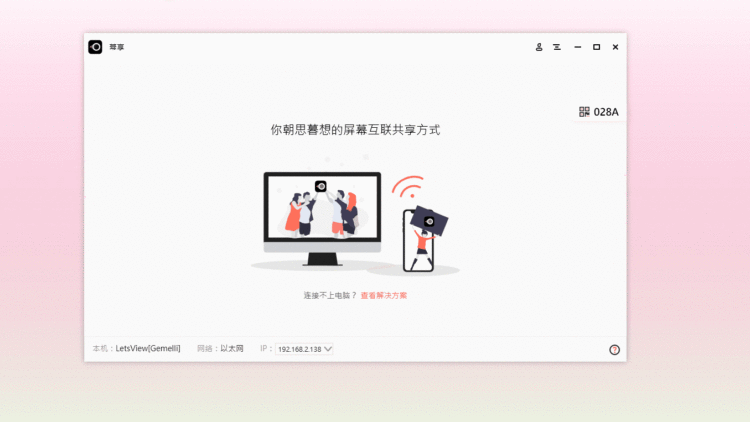 幕享
028A
你朝思暮想的屏幕互联共享方式
连接不上电脑？ 查看解决方案
本机：LetsView[Gemelli] 网络：以太网 IP：192.168.2.138